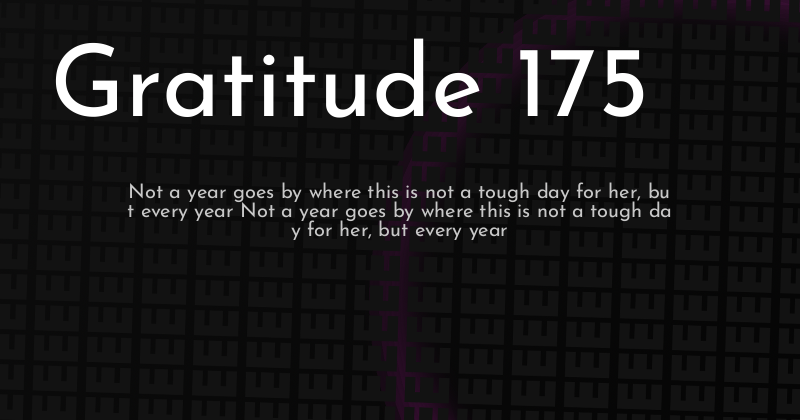 Gratitude 175
Not a year goes by where this is not a tough day for her, bu
t every year Not a year goes by where this is not a tough da
y for her, but every year